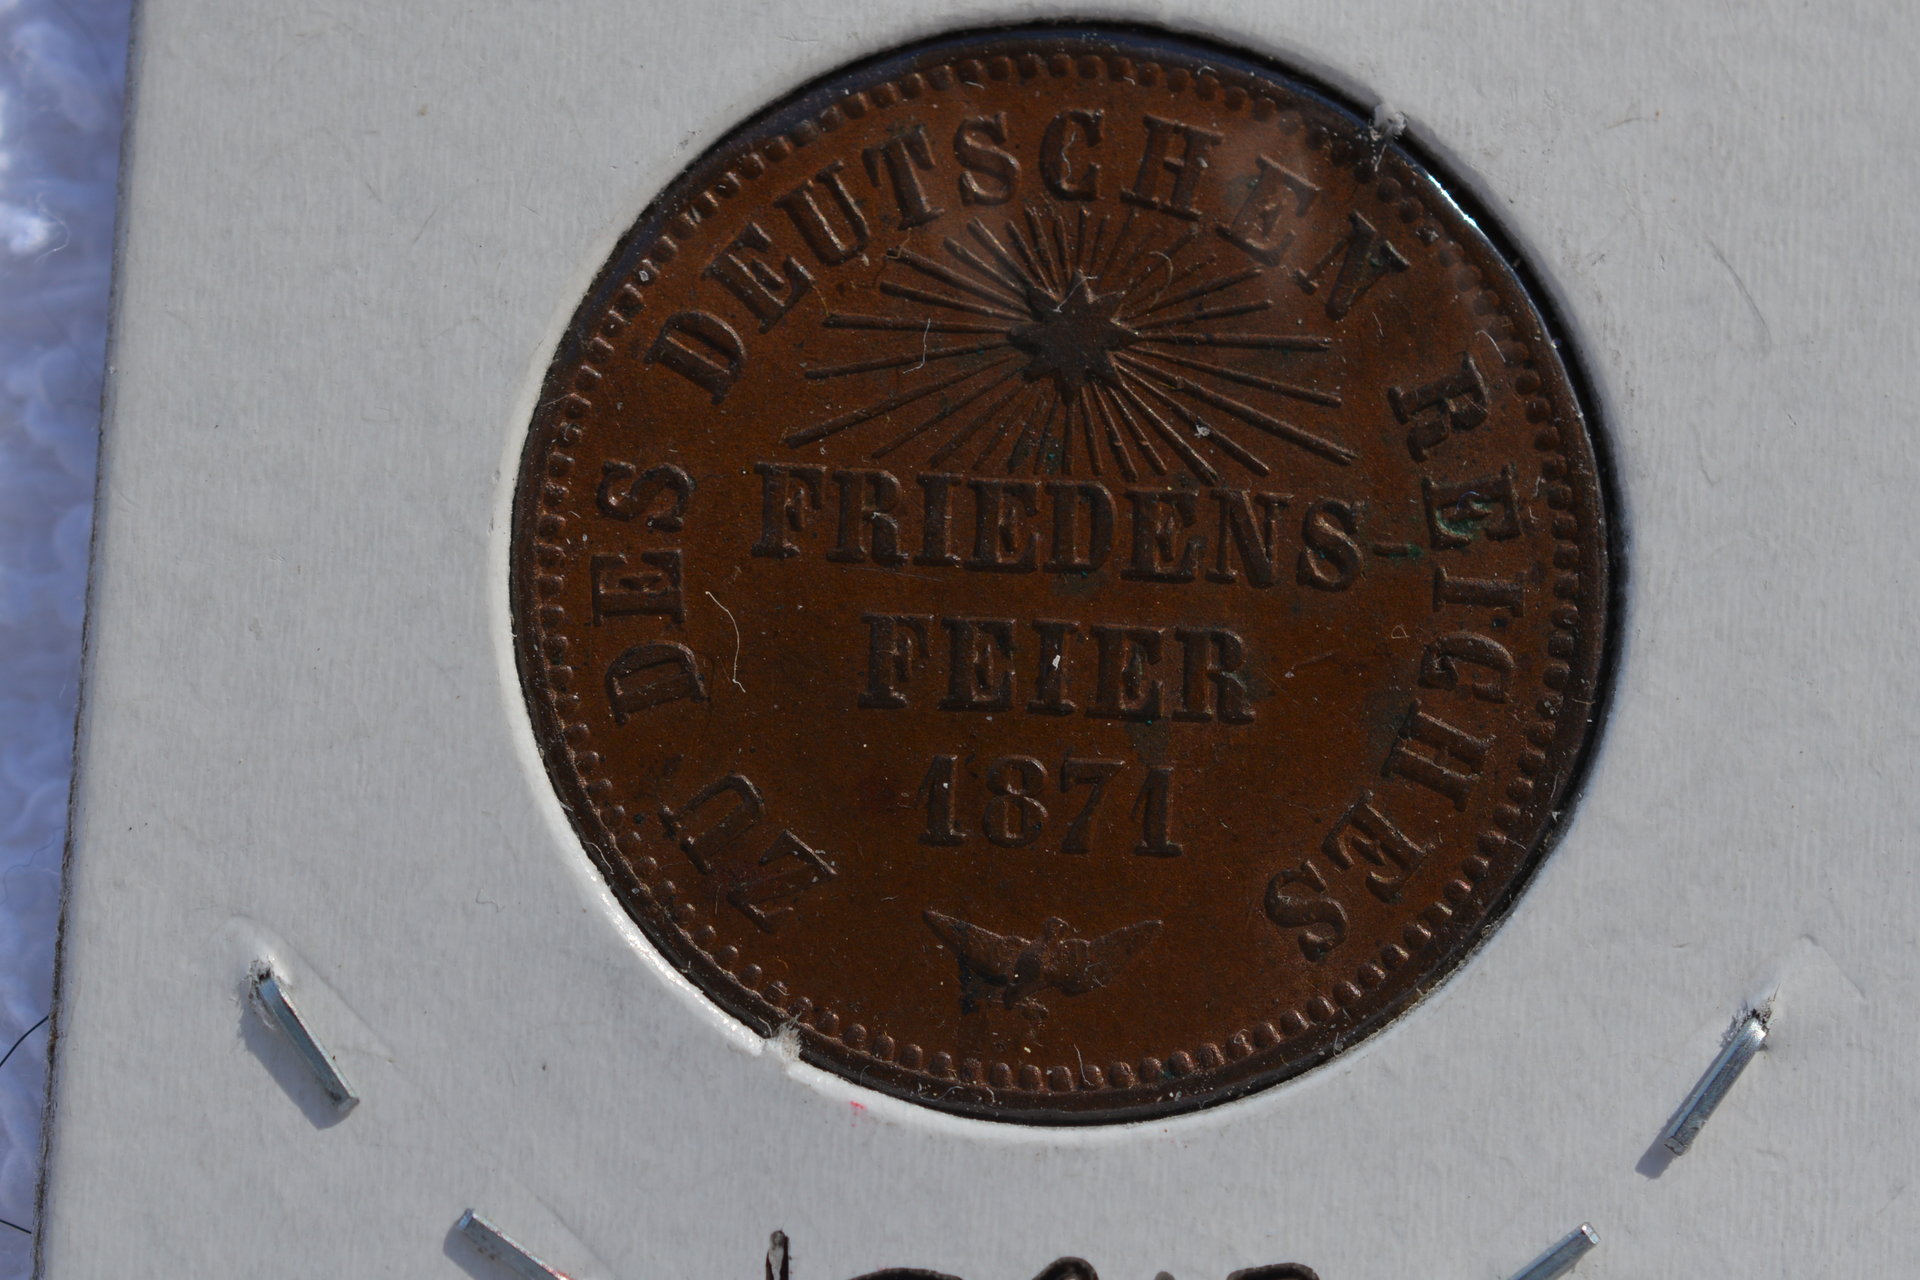 ZU DES DEUTSCHEN REICHES
FRIEDENS-
FEIER
1871